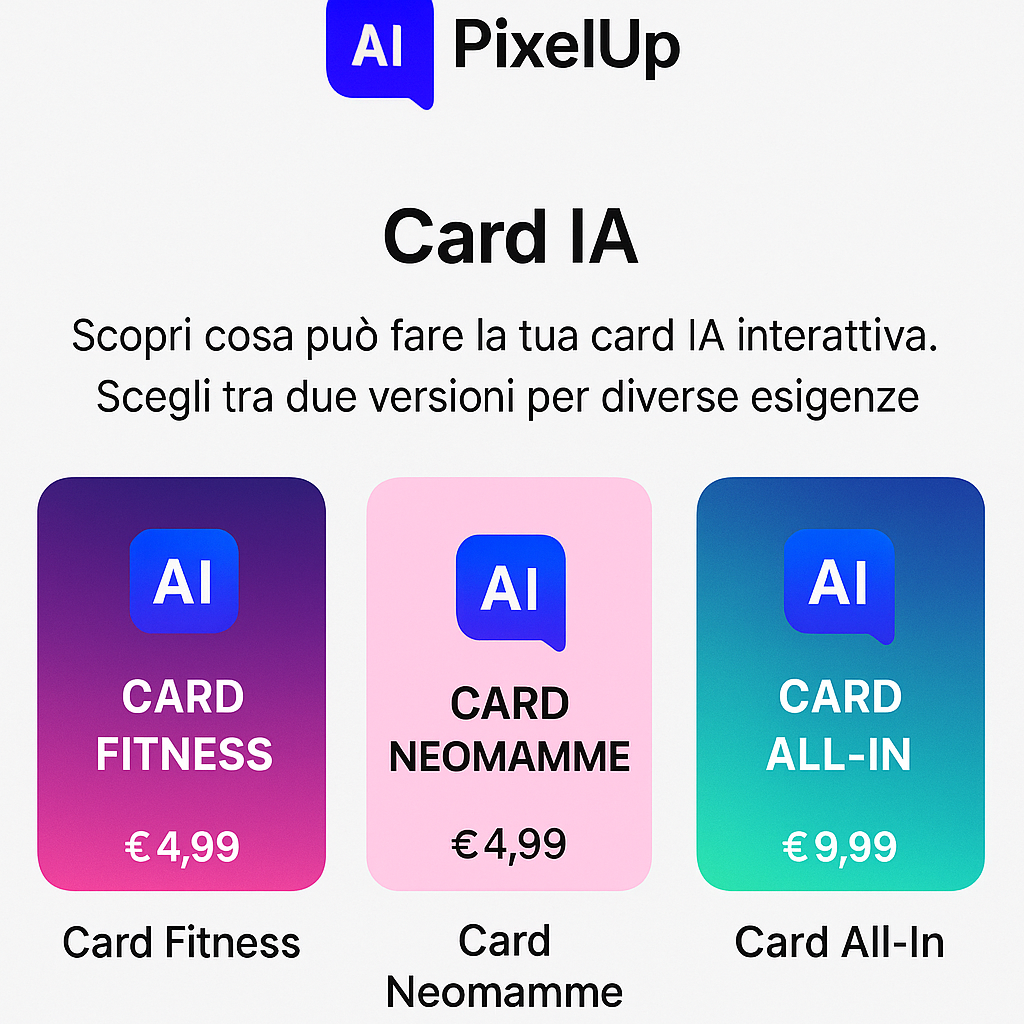 AI PixelUp
Card IA
Scopri cosa può fare la tua card IA interattiva.
Scegli tra due versioni per diverse esigenze
AI
CARD
FITNESS
€ 4,99
Card Fitness
AI
CARD
NEOMAMME
€ 4,99
Card
Neomamme
AI
CARD
ALL-IN
€ 9,99
Card All-In